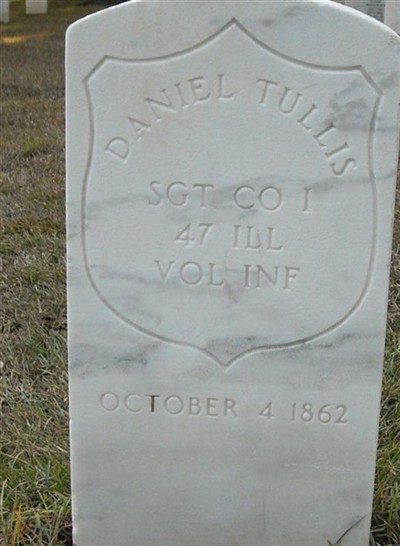 DANIEL TULLIS
SGT CO I
47 ILL
VOL INF
OCTOBER 4 1862